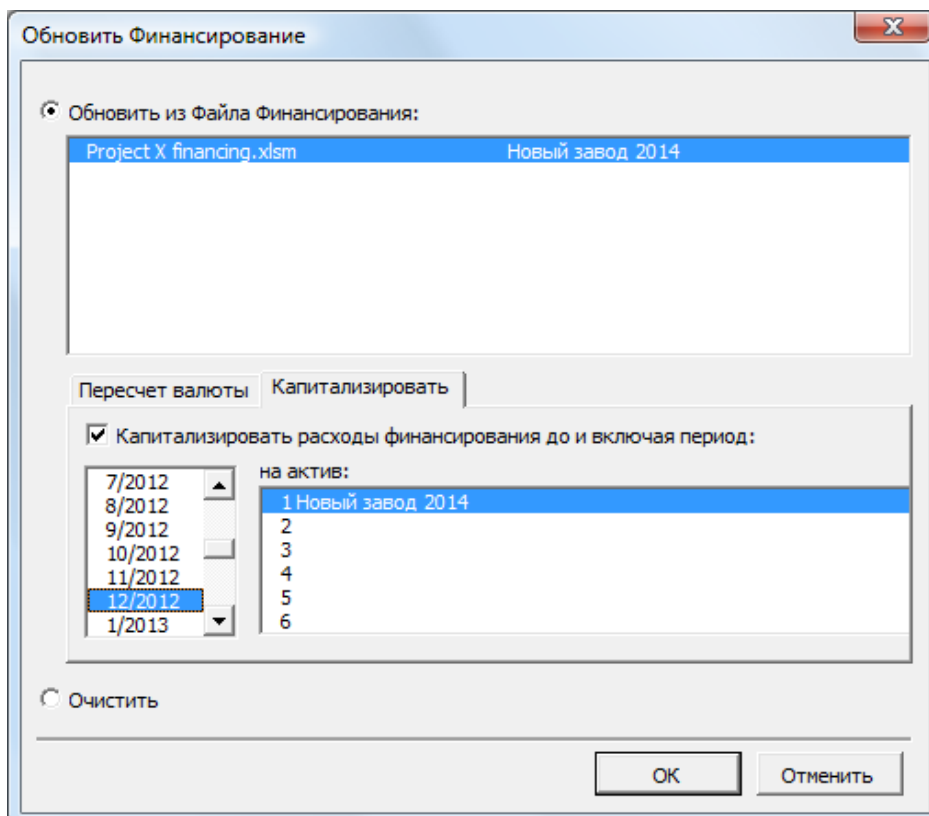 Обновить Финансирование
Обновить из Файла Финансирования:
Project X financing.xlsm Новый завод 2014
Пересчет валюты Капитализировать
Капитализировать расходы финансирования до и включая период:
на актив:
7/2012
8/2012
9/2012
10/2012
11/2012
12/2012
1/2013
1 Новый завод 2014
2
3
4
5
6
Очистить
OK Отменить